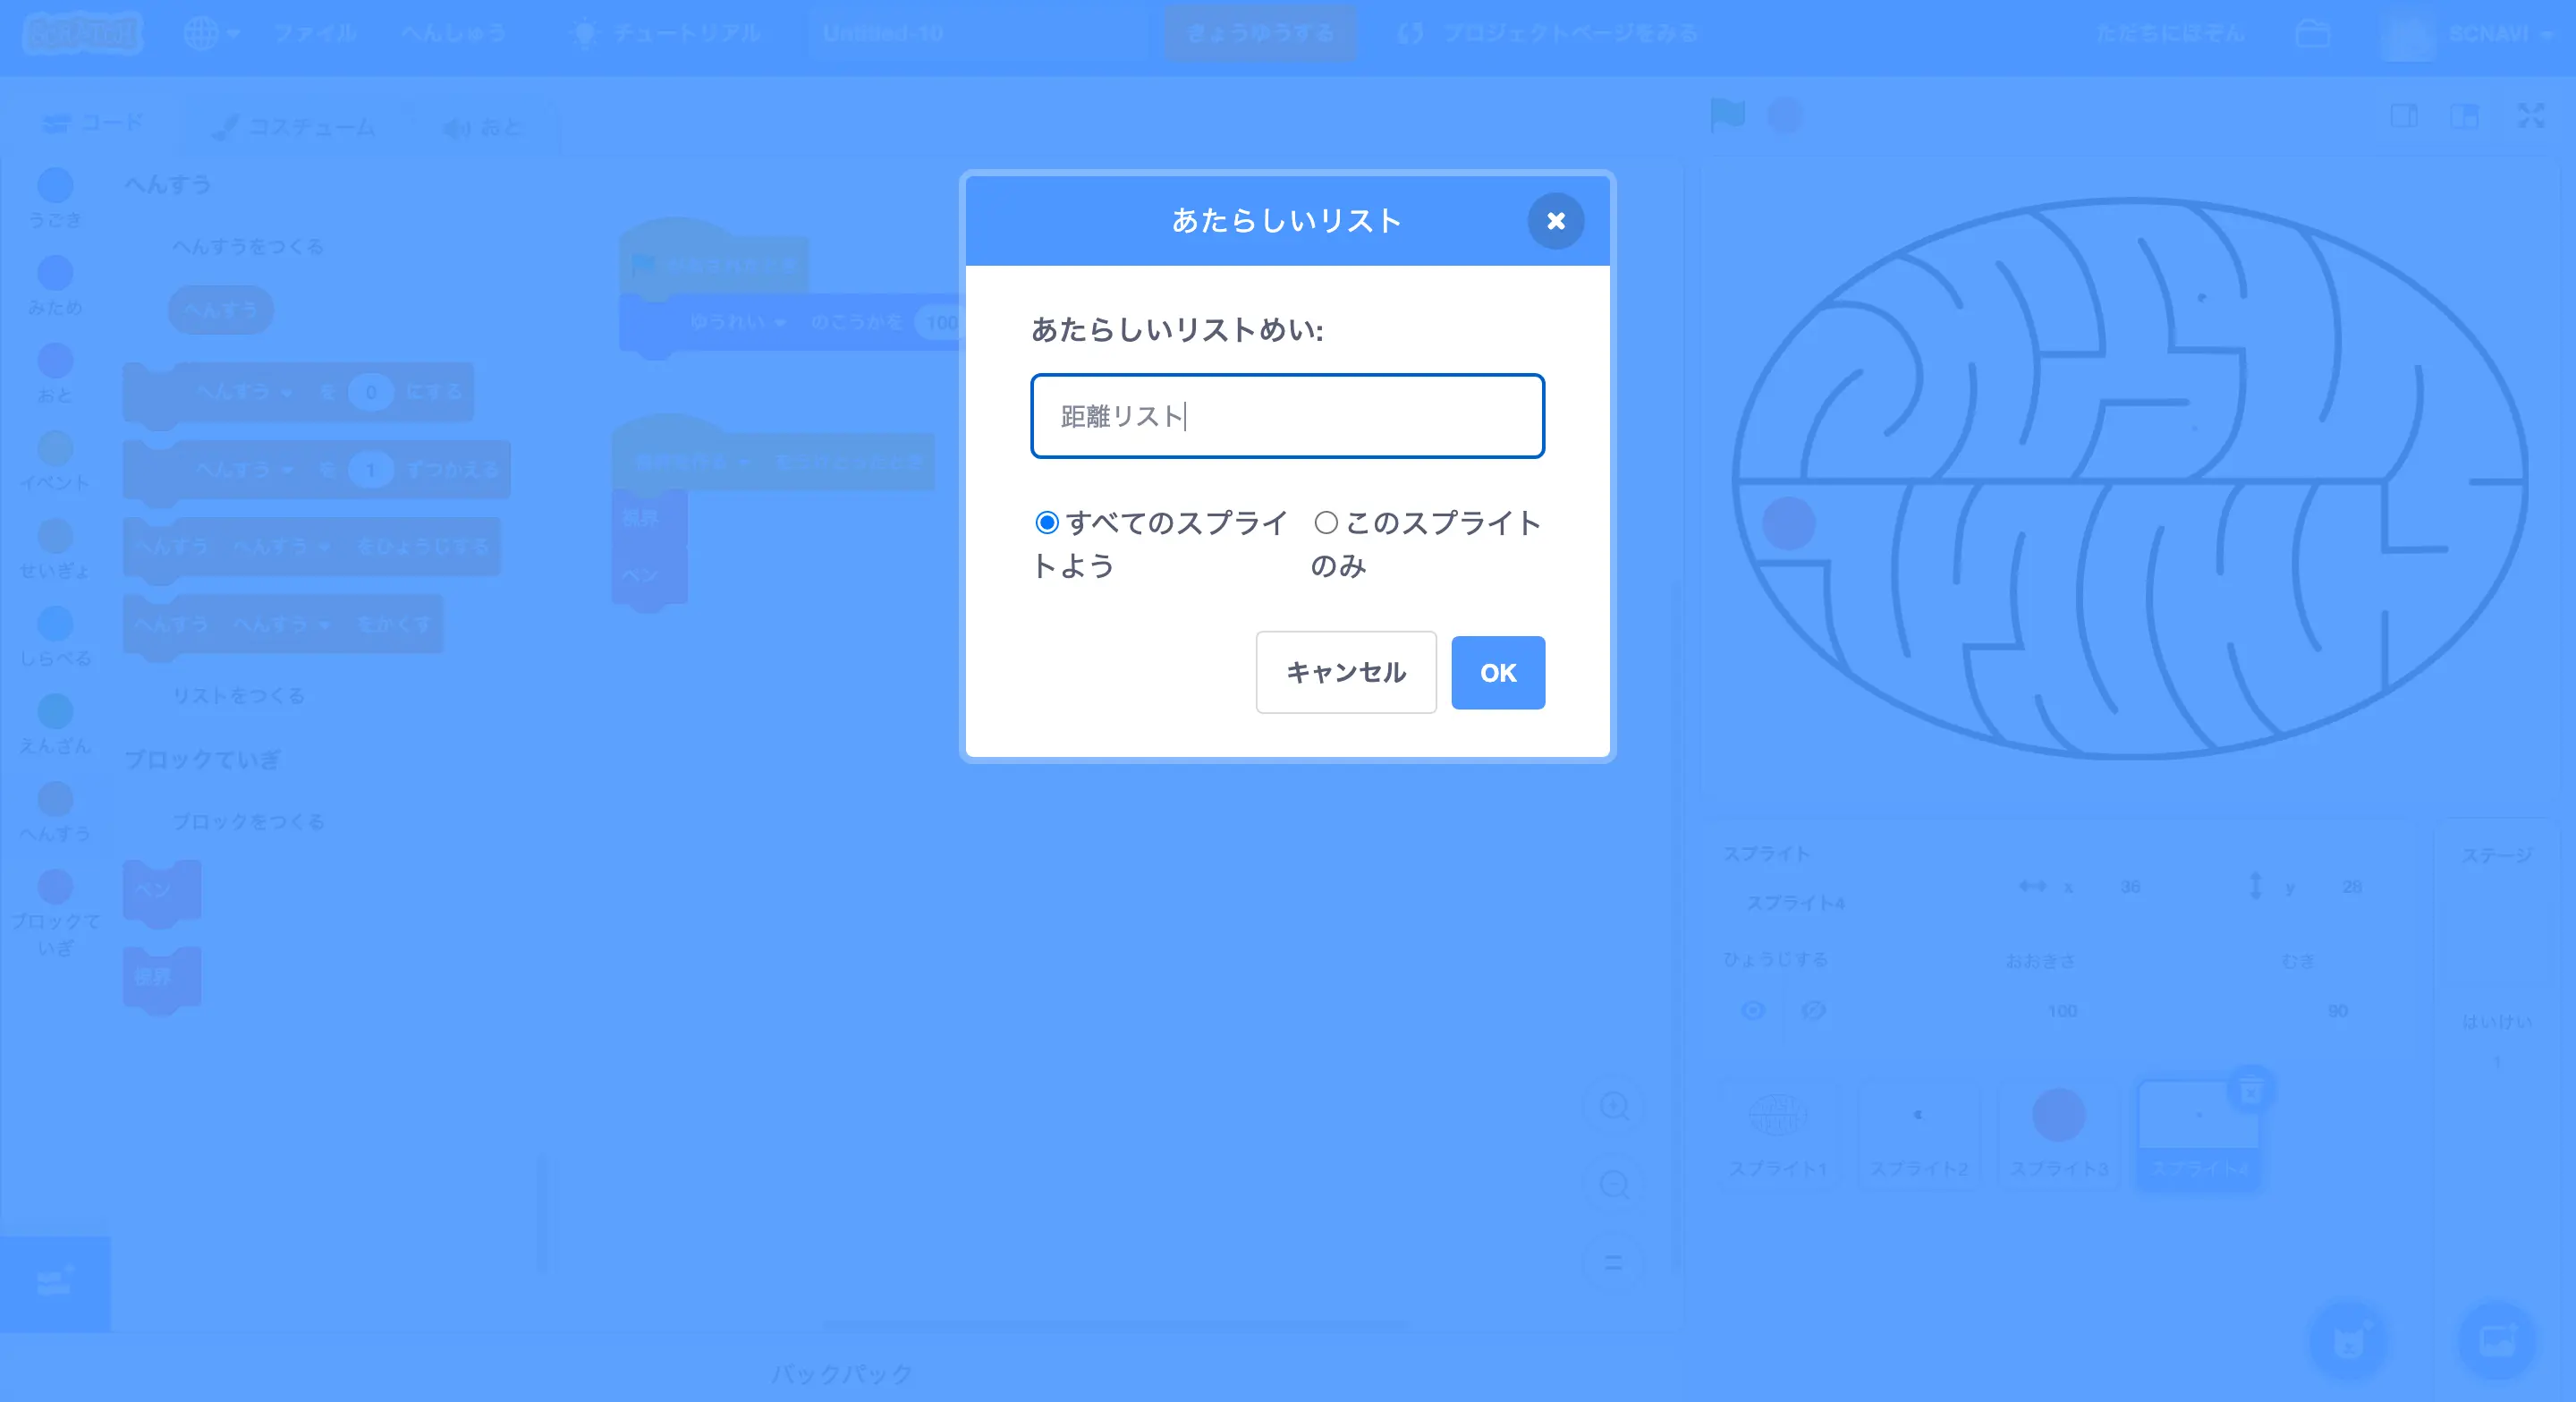 ファイル へんしゅう チュートリアル Untitled-10 きょうゆうする プロジェクトページをみる ただちにほぞん SCNAVI
コード コスチューム おと
うごき
みため
おと
イベント
せいぎょ
しらべる
えんざん
へんすう
ブロックて
いぎ
へんすう
へんすうをつくる
へんすう
へんすう を 0 にする
へんすう を 1 ずつかえる
へんすう へんすう をひょうじする
へんすう へんすう をかくす
リストをつくる
ブロックていぎ
ブロックをつくる
ペン
視界
ゆうれい のこうかを 100
視界
ペン
あたらしいリスト
あたらしいリストめい:
距離リスト
すべてのスプライ
トよう
このスプライト
のみ
キャンセル OK
スプライト
スプライト4 x 36 y 28
ひょうじする おおきさ むき
100 90
スプライト1 スプライト2 スプライト3 スプライト4
ステージ
はいけい
1
バックパック